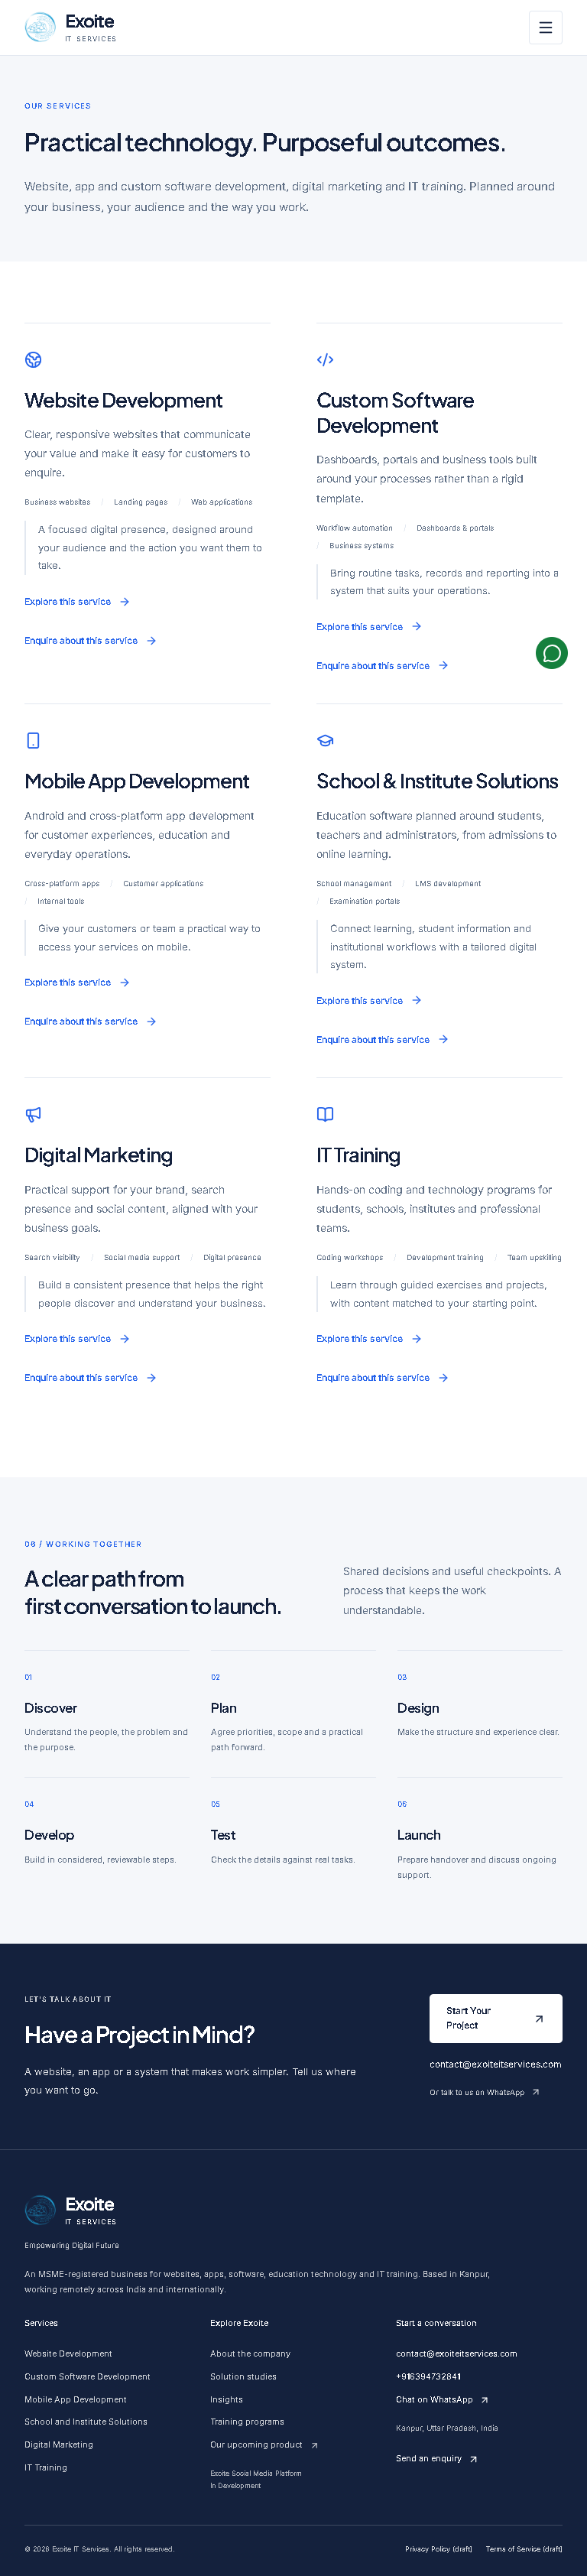 Exoite
IT SERVICES
OUR SERVICES
Practical technology. Purposeful outcomes.
Website, app and custom software development, digital marketing and IT training. Planned around
your business, your audience and the way you work.
Website Development
Clear, responsive websites that communicate
your value and make it easy for customers to
enquire.
Business websites / Landing pages / Web applications
A focused digital presence, designed around
your audience and the action you want them to
take.
Explore this service
Enquire about this service
Custom Software
Development
Dashboards, portals and business tools built
around your processes rather than a rigid
template.
Workflow automation / Dashboards & portals
/ Business systems
Bring routine tasks, records and reporting into a
system that suits your operations.
Explore this service
Enquire about this service
Mobile App Development
Android and cross-platform app development
for customer experiences, education and
everyday operations.
Cross-platform apps / Customer applications
/ Internal tools
Give your customers or team a practical way to
access your services on mobile.
Explore this service
Enquire about this service
School & Institute Solutions
Education software planned around students,
teachers and administrators, from admissions to
online learning.
School management / LMS development
/ Examination portals
Connect learning, student information and
institutional workflows with a tailored digital
system.
Explore this service
Enquire about this service
Digital Marketing
Practical support for your brand, search
presence and social content, aligned with your
business goals.
Search visibility / Social media support / Digital presence
Build a consistent presence that helps the right
people discover and understand your business.
Explore this service
Enquire about this service
IT Training
Hands-on coding and technology programs for
students, schools, institutes and professional
teams.
Coding workshops / Development training / Team upskilling
Learn through guided exercises and projects,
with content matched to your starting point.
Explore this service
Enquire about this service
06 / WORKING TOGETHER
A clear path from
first conversation to launch.
Shared decisions and useful checkpoints. A
process that keeps the work
understandable.
01
Discover
Understand the people, the problem and
the purpose.
02
Plan
Agree priorities, scope and a practical
path forward.
03
Design
Make the structure and experience clear.
04
Develop
Build in considered, reviewable steps.
05
Test
Check the details against real tasks.
06
Launch
Prepare handover and discuss ongoing
support.
LET'S TALK ABOUT IT
Have a Project in Mind?
A website, an app or a system that makes work simpler. Tell us where
you want to go.
Start Your
Project
contact@exoiteitservices.com
Or talk to us on WhatsApp
Exoite
IT SERVICES
Empowering Digital Future
An MSME-registered business for websites, apps, software, education technology and IT training. Based in Kanpur,
working remotely across India and internationally.
Services
Website Development
Custom Software Development
Mobile App Development
School and Institute Solutions
Digital Marketing
IT Training
Explore Exoite
About the company
Solution studies
Insights
Training programs
Our upcoming product
Exoite Social Media Platform
In Development
Start a conversation
contact@exoiteitservices.com
+916394732841
Chat on WhatsApp
Kanpur, Uttar Pradesh, India
Send an enquiry
© 2026 Exoite IT Services. All rights reserved.
Privacy Policy (draft)
Terms of Service (draft)